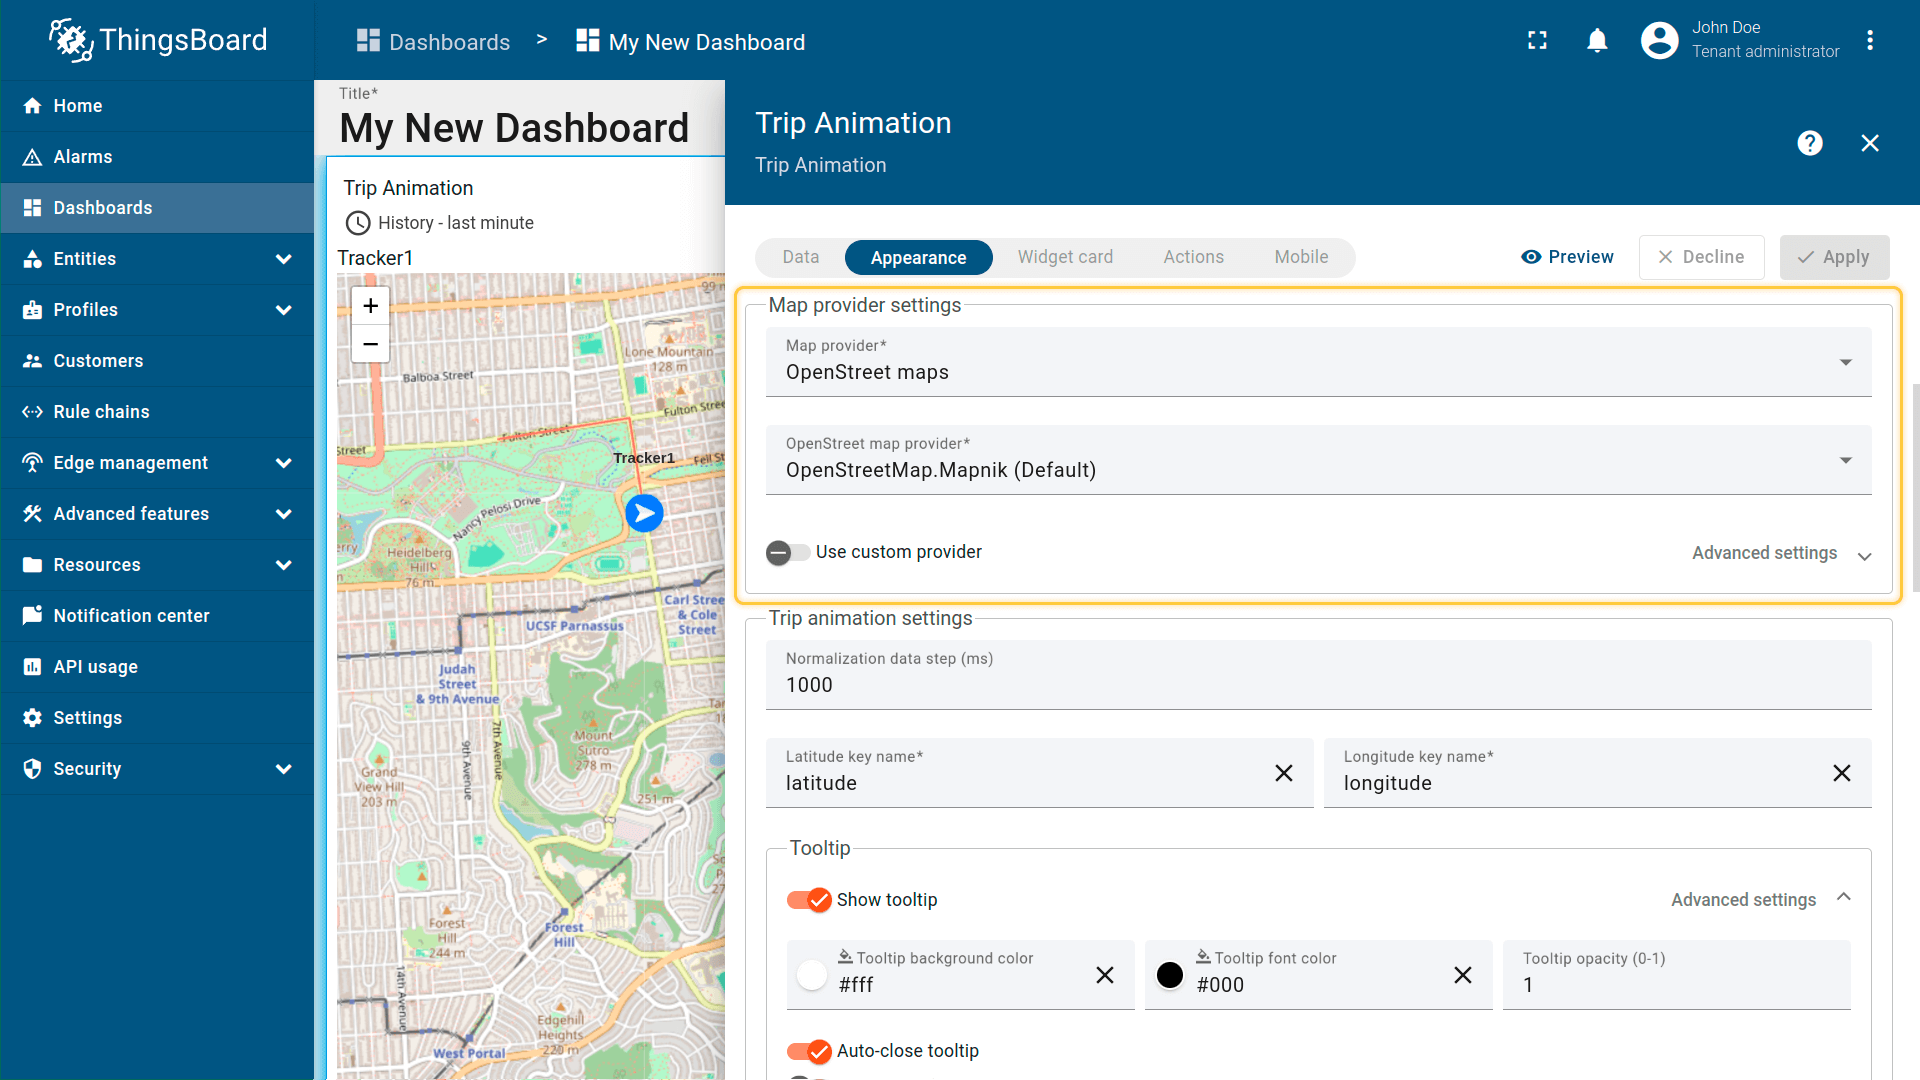 ThingsBoard
Dashboards > My New Dashboard
John Doe
Tenant administrator
Home
Alarms
Dashboards
Entities
Profiles
Customers
Rule chains
Edge management
Advanced features
Resources
Notification center
API usage
Settings
Security
Title*
My New Dashboard
Trip Animation
History - last minute
Tracker1
+
−
Lone Mountain
128 m
Balboa Street
Fulton Stree
Fulton Street
Street
Tracker1
Fell St
Nancy Pelosi Drive
Heidelberg
Hill
76 m
Carl Stree
& Cole
Street
UCSF Parnassus
Judah
Street
& 9th Avenue
7th Avenue
9th Avenue
Mount
Sutro
278 m
Grand
View Hill
203 m
251 m
Forest
Hill
244 m
Forest
Hill
14th Avenue
Edgehill
Heights
220 m
West Portal
Trip Animation
Trip Animation
Data
Appearance
Widget card
Actions
Mobile
Preview
Decline
Apply
Map provider settings
Map provider*
OpenStreet maps
OpenStreet map provider*
OpenStreetMap.Mapnik (Default)
Use custom provider
Advanced settings
Trip animation settings
Normalization data step (ms)
1000
Latitude key name*
latitude
Longitude key name*
longitude
Tooltip
Show tooltip
Advanced settings
Tooltip background color
#fff
Tooltip font color
#000
Tooltip opacity (0-1)
1
Auto-close tooltip